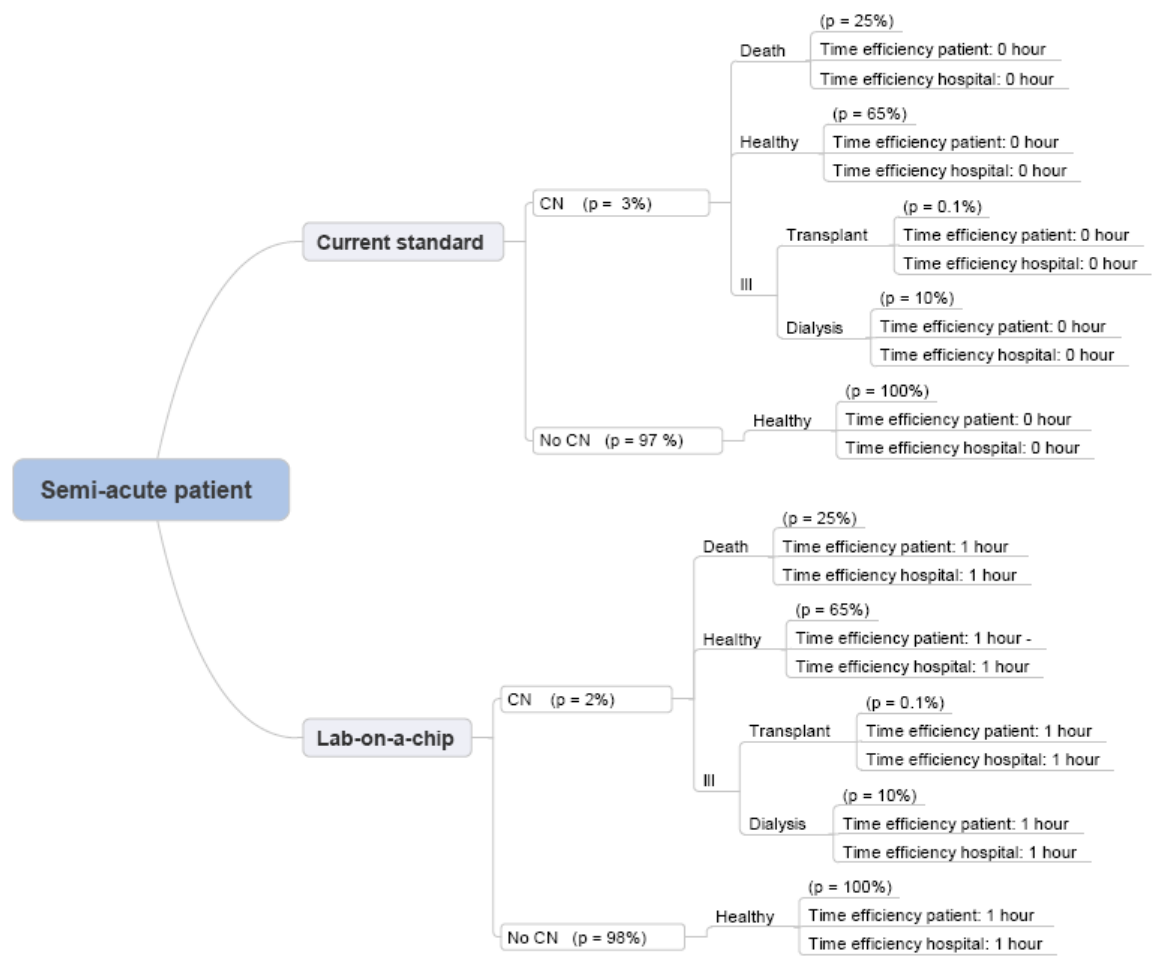 Semi-acute patient
Current standard
CN (p = 3%)
Death
(p = 25%)
Time efficiency patient: 0 hour
Time efficiency hospital: 0 hour
Healthy
(p = 65%)
Time efficiency patient: 0 hour
Time efficiency hospital: 0 hour
Ill
Transplant
(p = 0.1%)
Time efficiency patient: 0 hour
Time efficiency hospital: 0 hour
Dialysis
(p = 10%)
Time efficiency patient: 0 hour
Time efficiency hospital: 0 hour
No CN (p = 97 %)
Healthy
(p = 100%)
Time efficiency patient: 0 hour
Time efficiency hospital: 0 hour
Lab-on-a-chip
CN (p = 2%)
Death
(p = 25%)
Time efficiency patient: 1 hour
Time efficiency hospital: 1 hour
Healthy
(p = 65%)
Time efficiency patient: 1 hour -
Time efficiency hospital: 1 hour
Ill
Transplant
(p = 0.1%)
Time efficiency patient: 1 hour
Time efficiency hospital: 1 hour
Dialysis
(p = 10%)
Time efficiency patient: 1 hour
Time efficiency hospital: 1 hour
No CN (p = 98%)
Healthy
(p = 100%)
Time efficiency patient: 1 hour
Time efficiency hospital: 1 hour